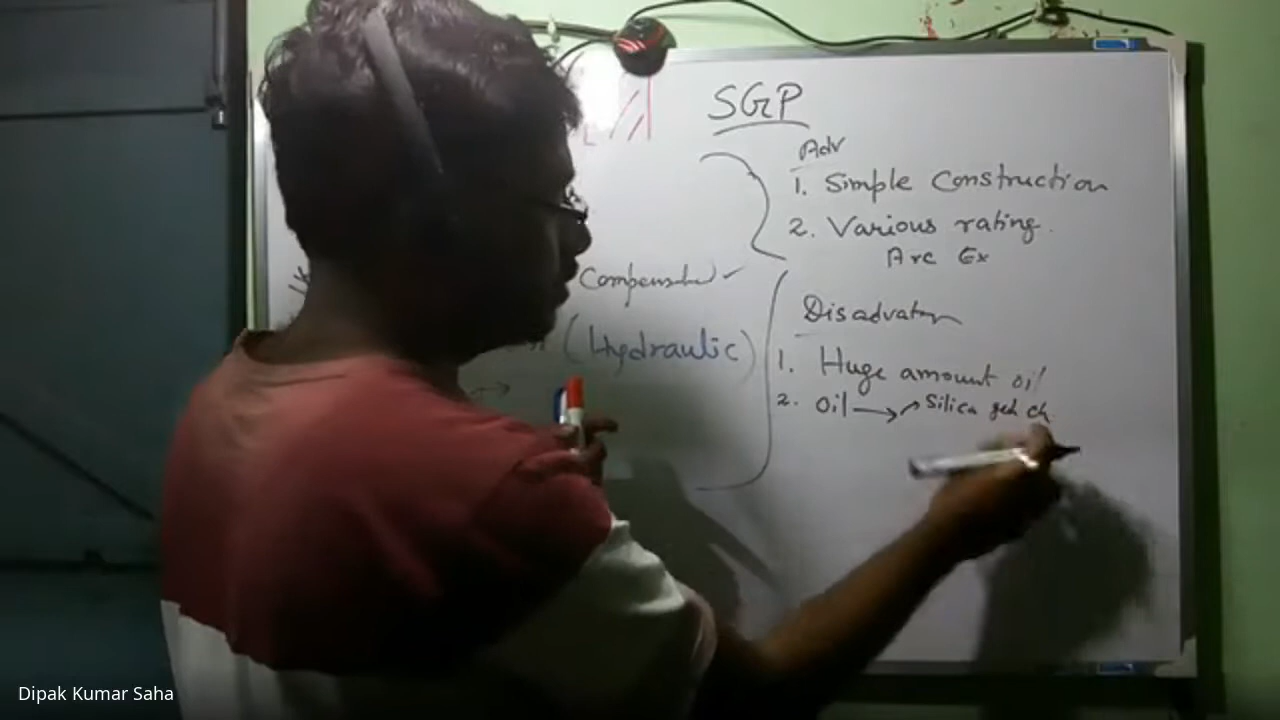 SGP
Adv
1. Simple Construction
2. Various rating.
Arc Ex
Compensated ✓
(Hydraulic)
Disadvatan
1. Huge amount oil
2. Oil → Silica gel ch
Dipak Kumar Saha